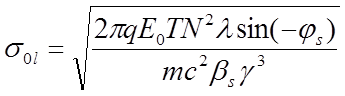 σ₀ₗ = √(2πqE₀TN²λ sin(−φₛ) / mc²βₛγ³)